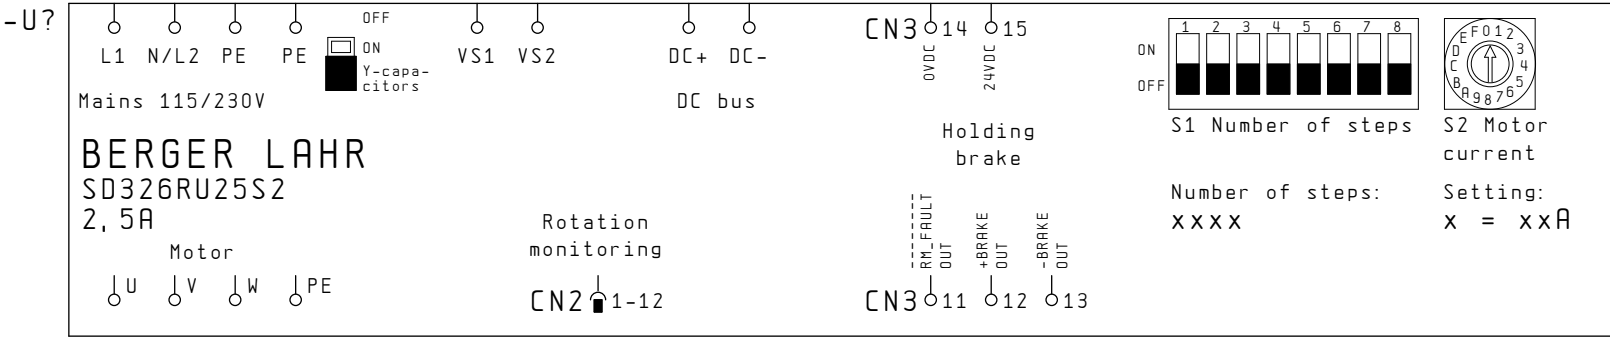 -U?
L1 N/L2 PE PE
OFF
ON
Y-capa-
citors
VS1 VS2
DC+ DC-
CN3 14 15
0VDC
24VDC
Mains 115/230V
DC bus
ON
OFF
1 2 3 4 5 6 7 8
S1 Number of steps
F 0 1 2 3 4 5 6 7 8 9 A B C D E
S2 Motor
current
Holding
brake
BERGER LAHR
SD326RU25S2
2,5A
Number of steps:
xxxx
Setting:
x = xxA
Motor
U V W PE
Rotation
monitoring
CN2 1-12
RM_FAULT
OUT
+BRAKE
OUT
-BRAKE
OUT
CN3 11 12 13